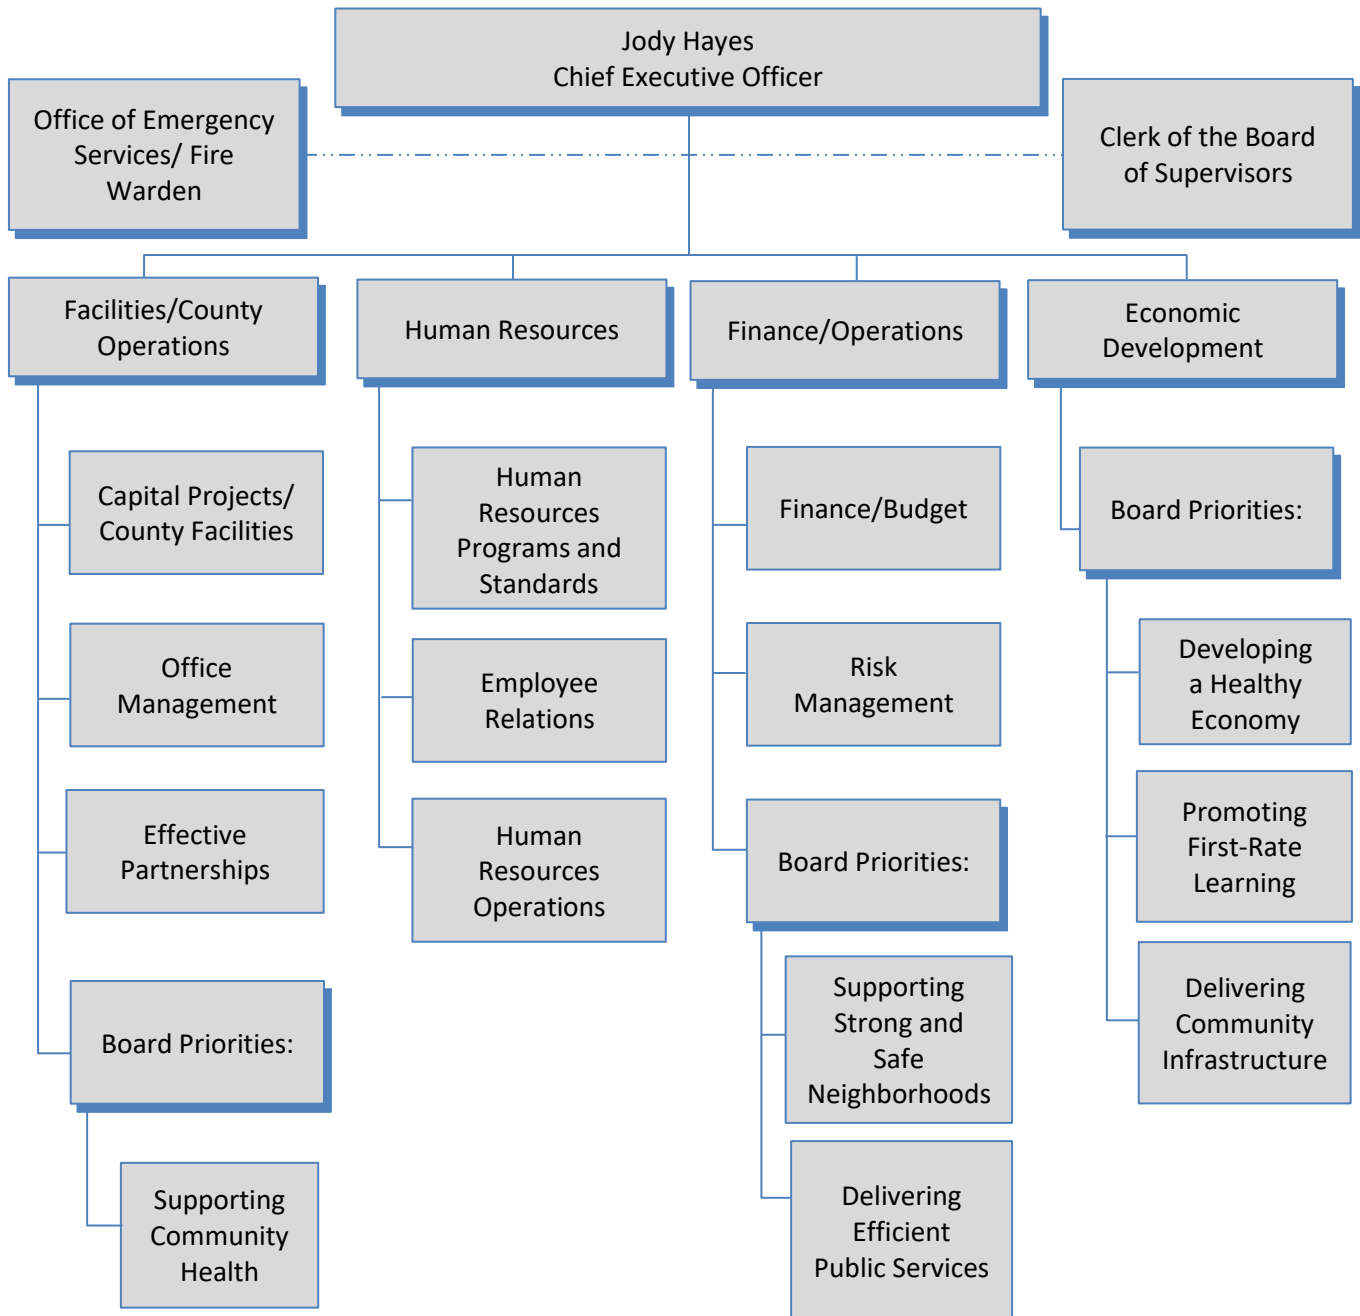 Jody Hayes
Chief Executive Officer
Office of Emergency
Services/ Fire
Warden
Clerk of the Board
of Supervisors
Facilities/County
Operations
Human Resources
Finance/Operations
Economic
Development
Capital Projects/
County Facilities
Office
Management
Effective
Partnerships
Board Priorities:
Supporting
Community
Health
Human
Resources
Programs and
Standards
Employee
Relations
Human
Resources
Operations
Finance/Budget
Risk
Management
Board Priorities:
Supporting
Strong and
Safe
Neighborhoods
Delivering
Efficient
Public Services
Board Priorities:
Developing
a Healthy
Economy
Promoting
First-Rate
Learning
Delivering
Community
Infrastructure